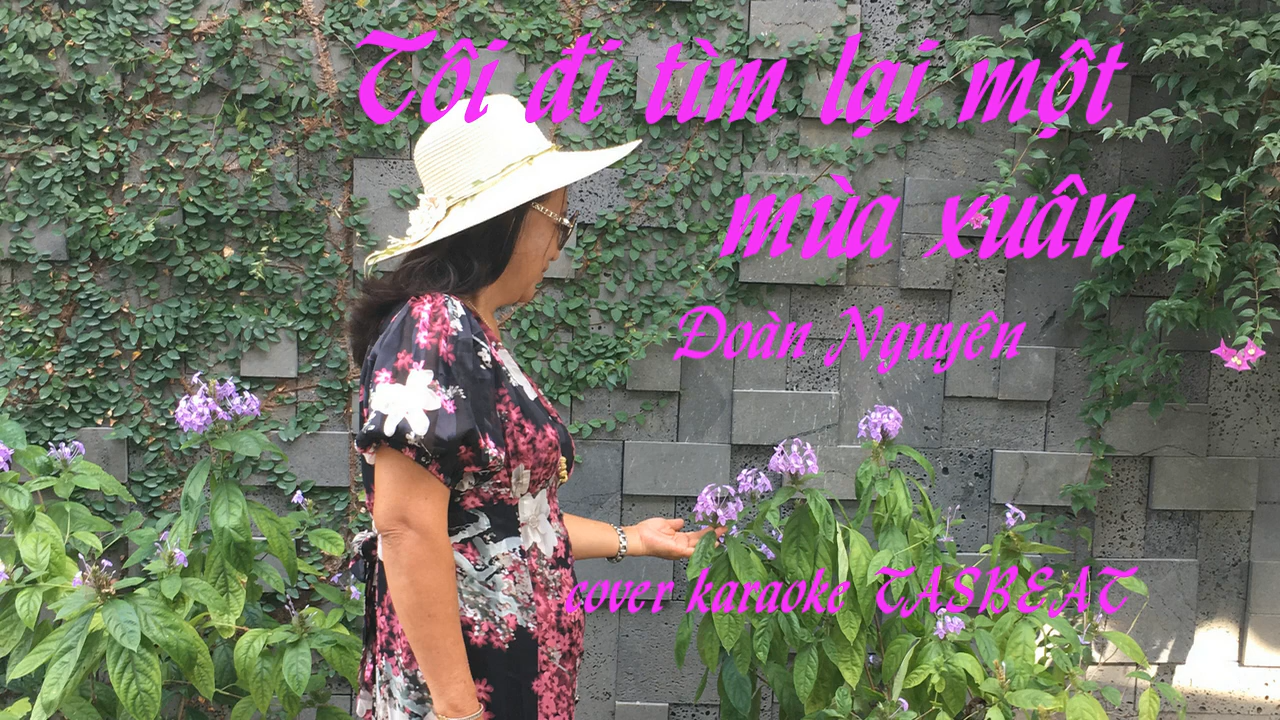 Tôi đi tìm lại một
mùa xuân
Đoàn Nguyên
cover karaoke TASBEAT